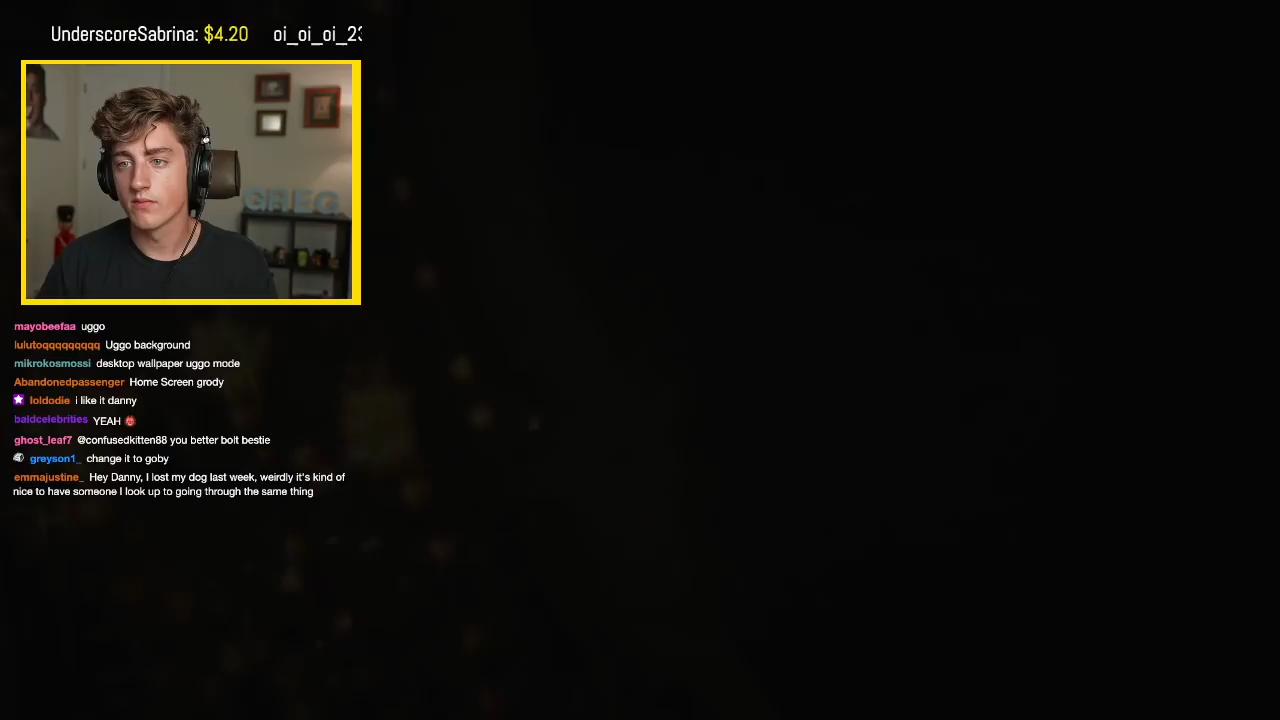 UnderscoreSabrina: $4.20 oi_oi_oi_23
GREG
mayobeefaa uggo
lulutoqqqqqqqqq Uggo background
mikrokosmossi desktop wallpaper uggo mode
Abandonedpassenger Home Screen grody
loldodie i like it danny
baldcelebrities YEAH
ghost_leaf7 @confusedkitten88 you better bolt bestie
greyson1_ change it to goby
emmajustine_ Hey Danny, I lost my dog last week, weirdly it's kind of
nice to have someone I look up to going through the same thing